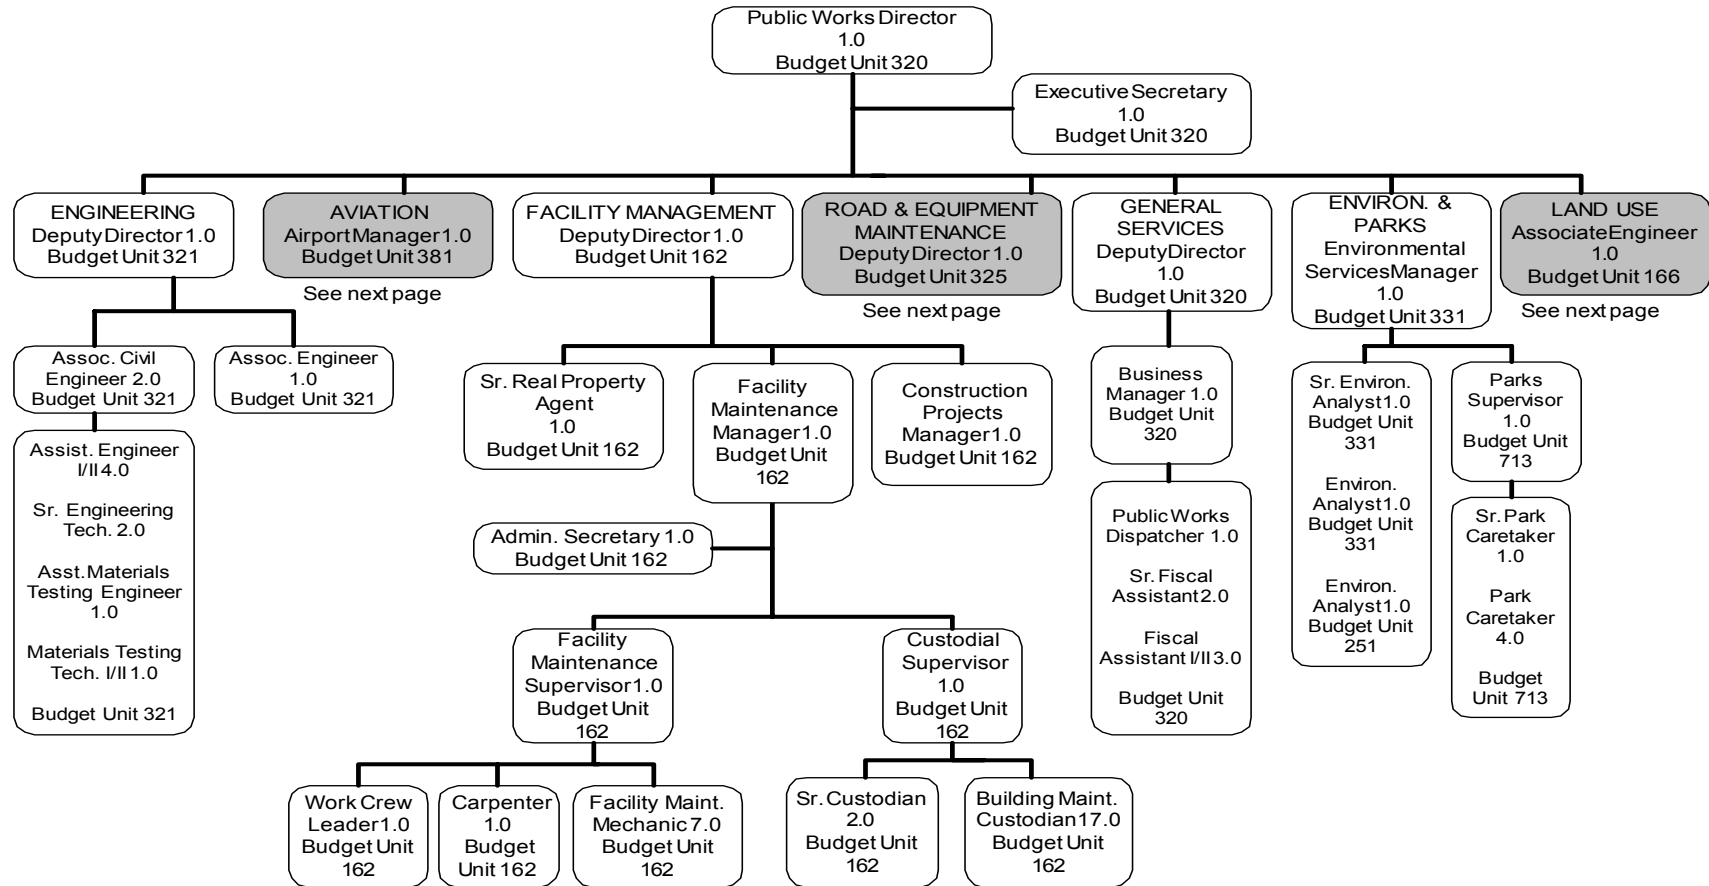 Public Works Director
1.0
Budget Unit 320
Executive Secretary
1.0
Budget Unit 320
ENGINEERING
Deputy Director 1.0
Budget Unit 321
AVIATION
Airport Manager 1.0
Budget Unit 381
See next page
FACILITY MANAGEMENT
Deputy Director 1.0
Budget Unit 162
ROAD & EQUIPMENT
MAINTENANCE
Deputy Director 1.0
Budget Unit 325
See next page
GENERAL
SERVICES
Deputy Director
1.0
Budget Unit 320
ENVIRON. &
PARKS
Environmental
Services Manager
1.0
Budget Unit 331
LAND USE
Associate Engineer
1.0
Budget Unit 166
See next page
Assoc. Civil
Engineer 2.0
Budget Unit 321
Assoc. Engineer
1.0
Budget Unit 321
Sr. Real Property
Agent
1.0
Budget Unit 162
Facility
Maintenance
Manager 1.0
Budget Unit
162
Construction
Projects
Manager 1.0
Budget Unit 162
Business
Manager 1.0
Budget Unit
320
Sr. Environ.
Analyst 1.0
Budget Unit
331
Environ.
Analyst 1.0
Budget Unit
331
Environ.
Analyst 1.0
Budget Unit
251
Parks
Supervisor
1.0
Budget Unit
713
Assist. Engineer
I/II 4.0
Sr. Engineering
Tech. 2.0
Asst. Materials
Testing Engineer
1.0
Materials Testing
Tech. I/II 1.0
Budget Unit 321
Admin. Secretary 1.0
Budget Unit 162
Public Works
Dispatcher 1.0
Sr. Fiscal
Assistant 2.0
Fiscal
Assistant I/II 3.0
Budget Unit
320
Sr. Park
Caretaker
1.0
Park
Caretaker
4.0
Budget
Unit 713
Facility
Maintenance
Supervisor 1.0
Budget Unit
162
Custodial
Supervisor
1.0
Budget Unit
162
Work Crew
Leader 1.0
Budget Unit
162
Carpenter
1.0
Budget
Unit 162
Facility Maint.
Mechanic 7.0
Budget Unit
162
Sr. Custodian
2.0
Budget Unit
162
Building Maint.
Custodian 17.0
Budget Unit
162